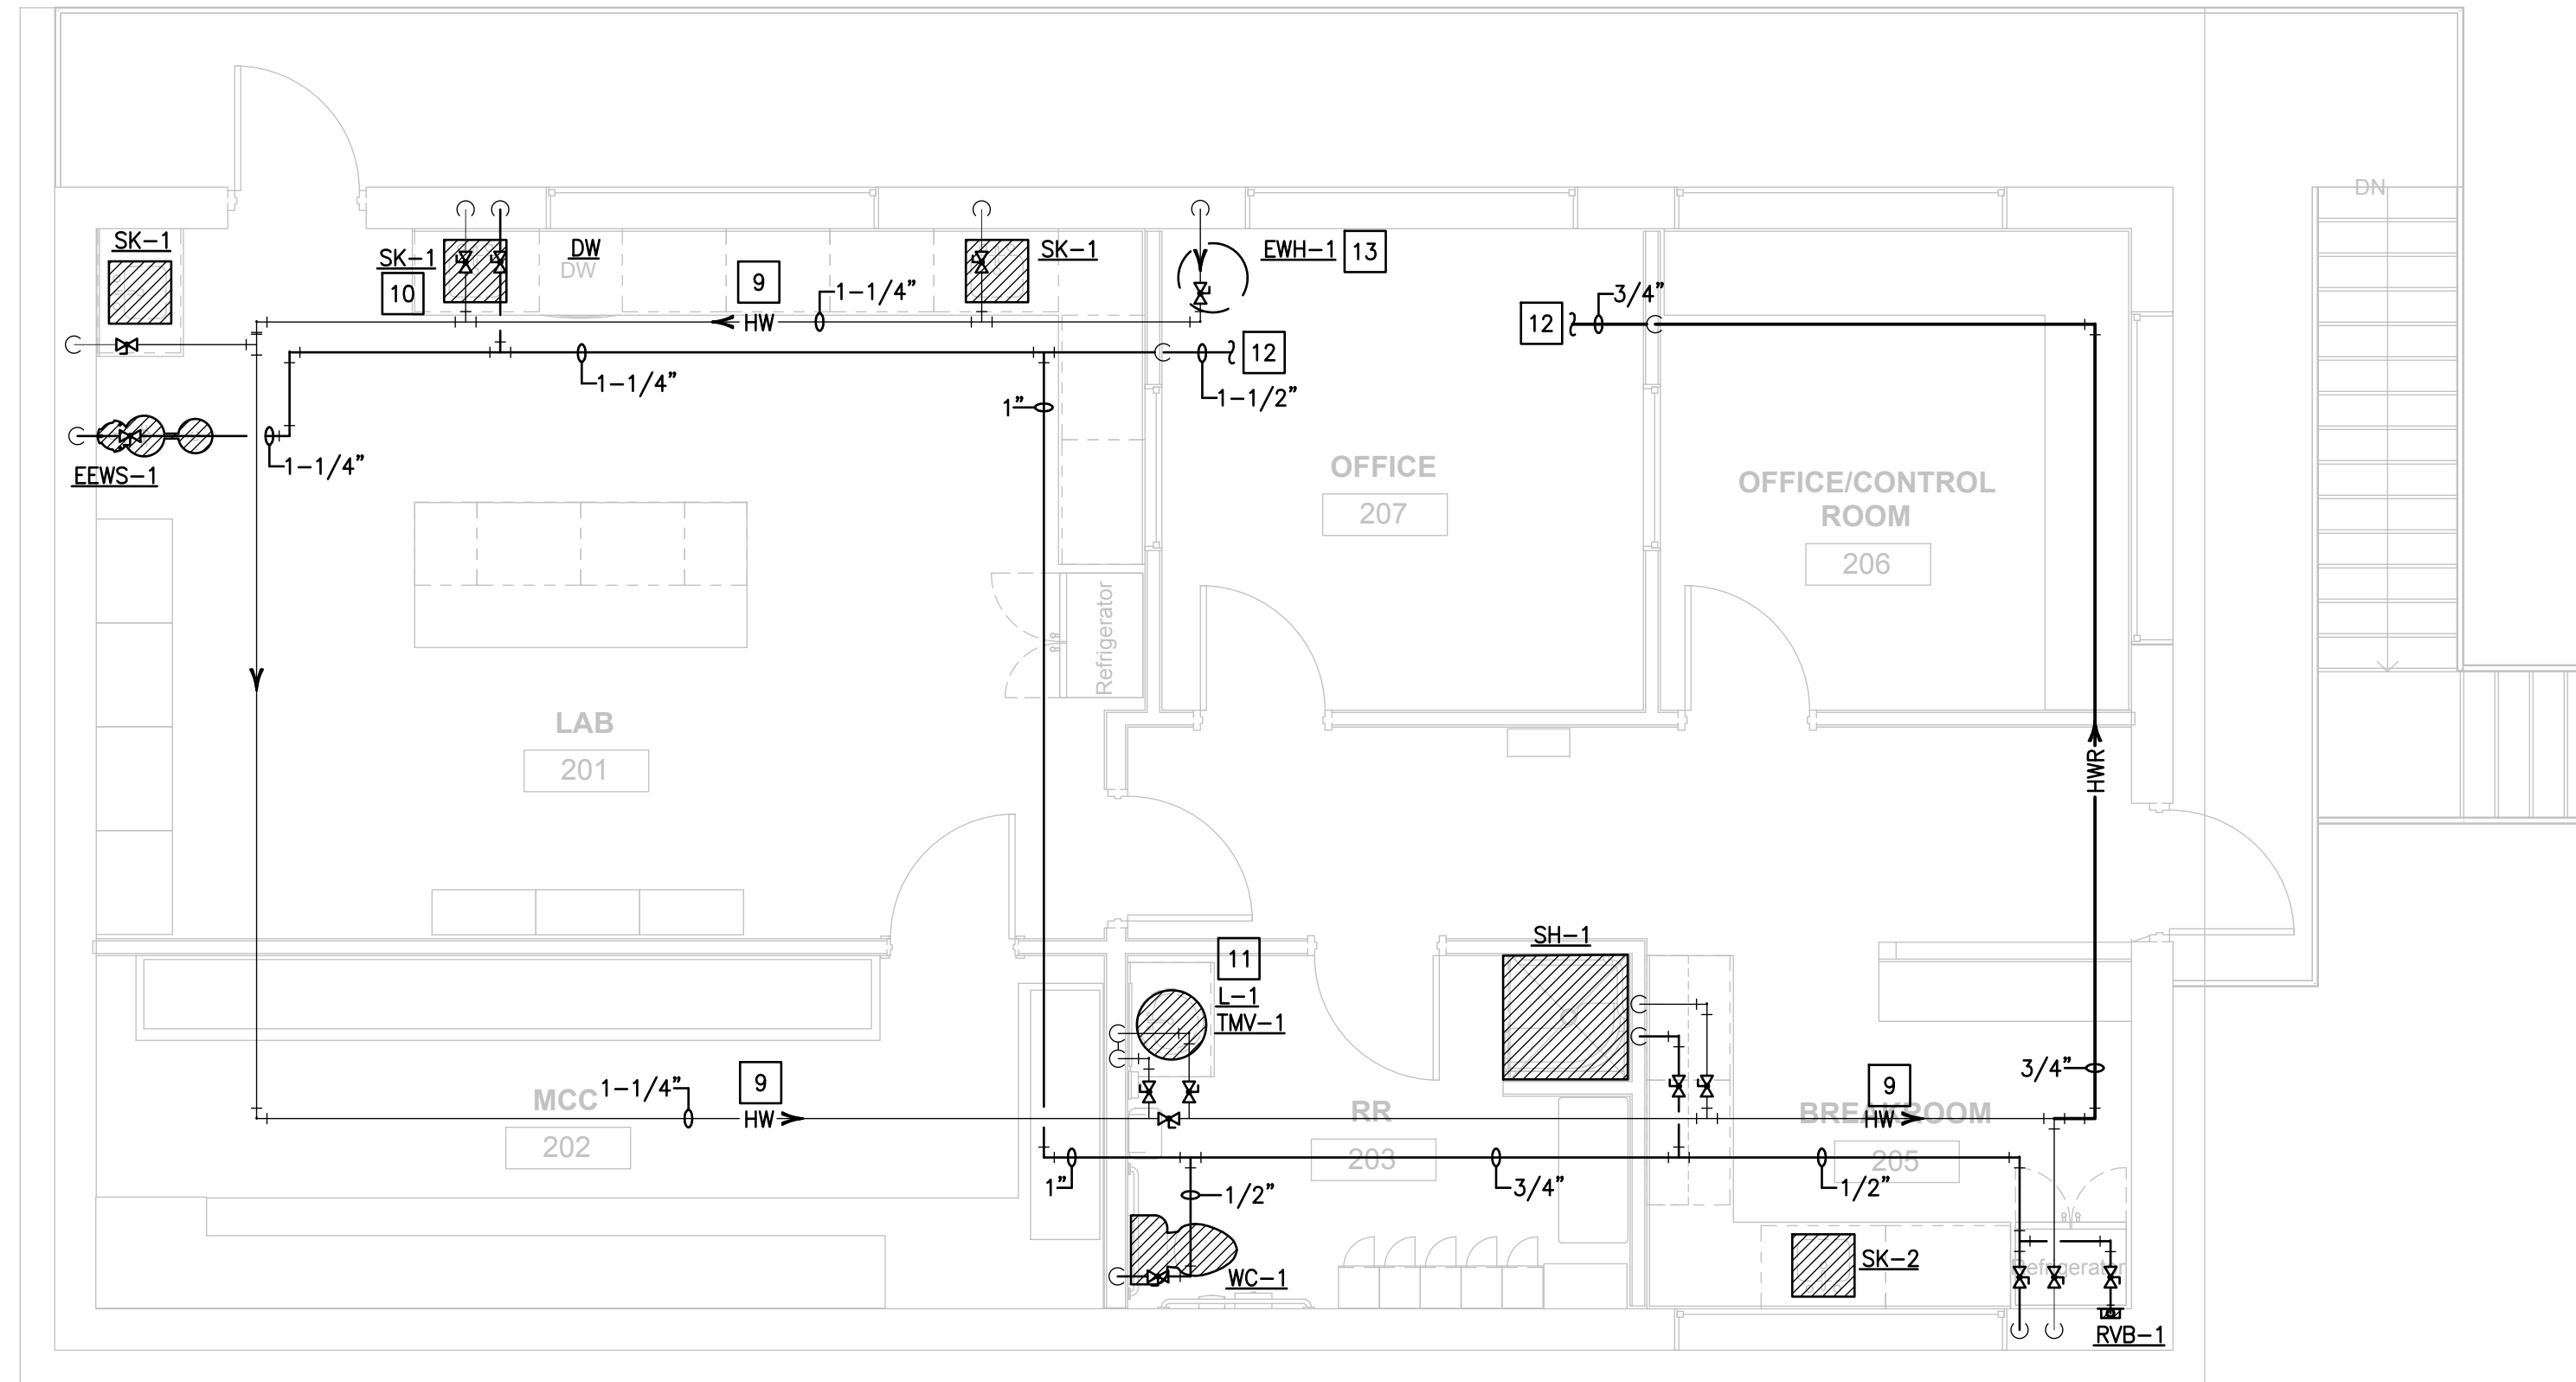 DN
SK-1
SK-1
10
DW
DW
9
1-1/4"
HW
SK-1
EWH-1
13
12
3/4"
12
1-1/4"
1-1/2"
1"
EEWS-1
1-1/4"
OFFICE
207
OFFICE/CONTROL
ROOM
206
Refrigerator
LAB
201
HWR
SH-1
11
L-1
TMV-1
MCC
202
1-1/4"
9
HW
RR
203
9
HW
BREAKROOM
205
3/4"
1"
1/2"
3/4"
1/2"
WC-1
SK-2
Refrigerator
RVB-1